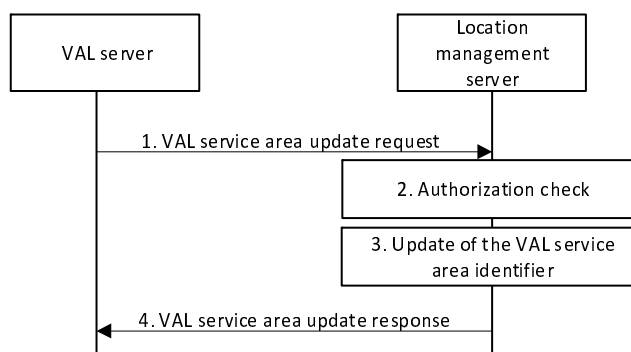 VAL server
Location
management
server
1. VAL service area update request
2. Authorization check
3. Update of the VAL service
area identifier
4. VAL service area update response